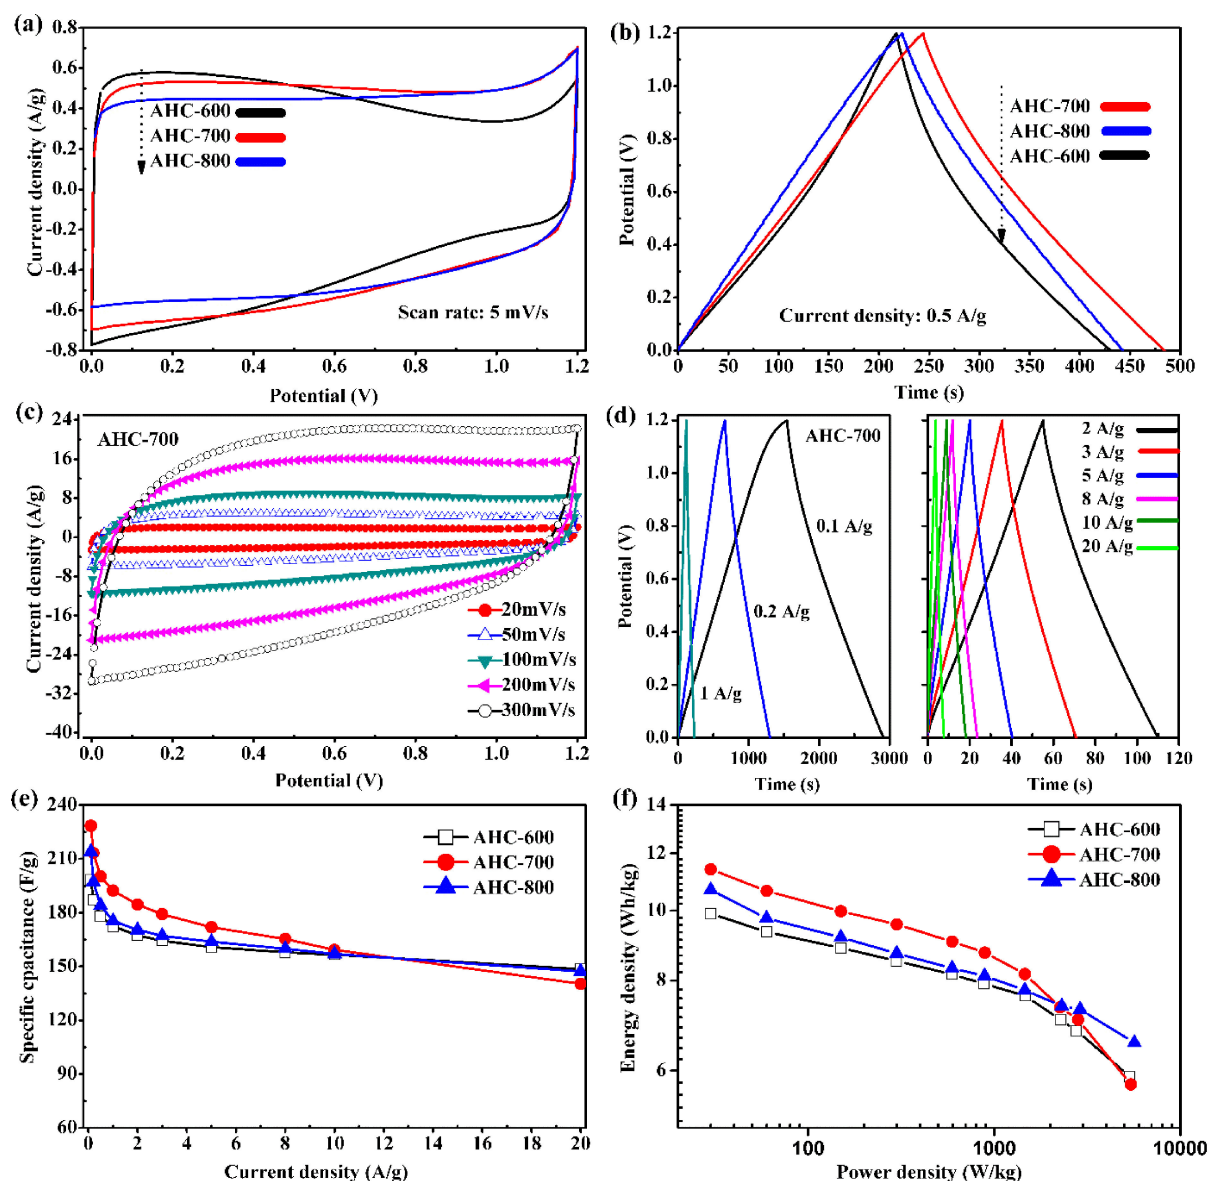 (a)
0.8
0.6
0.4
0.2
0.0
-0.2
-0.4
-0.6
-0.8
Current density (A/g)
AHC-600
AHC-700
AHC-800
Scan rate: 5 mV/s
0.0 0.2 0.4 0.6 0.8 1.0 1.2
Potential (V)
(b)
1.2
1.0
0.8
0.6
0.4
0.2
0.0
Potential (V)
AHC-700
AHC-800
AHC-600
Current density: 0.5 A/g
0 50 100 150 200 250 300 350 400 450 500
Time (s)
(c)
24
16
8
0
-8
-16
-24
-32
-40
Current density (A/g)
AHC-700
20mV/s
50mV/s
100mV/s
200mV/s
300mV/s
0.0 0.2 0.4 0.6 0.8 1.0 1.2
Potential (V)
(d)
1.2
1.0
0.8
0.6
0.4
0.2
0.0
Potential (V)
AHC-700
0.1 A/g
0.2 A/g
1 A/g
0 1000 2000 3000
Time (s)
2 A/g
3 A/g
5 A/g
8 A/g
10 A/g
20 A/g
0 20 40 60 80 100 120
Time (s)
(e)
240
210
180
150
120
90
60
Specific cpacitance (F/g)
AHC-600
AHC-700
AHC-800
0 2 4 6 8 10 12 14 16 18 20
Current density (A/g)
(f)
14
12
10
8
6
Energy density (Wh/kg)
AHC-600
AHC-700
AHC-800
100 1000 10000
Power density (W/kg)